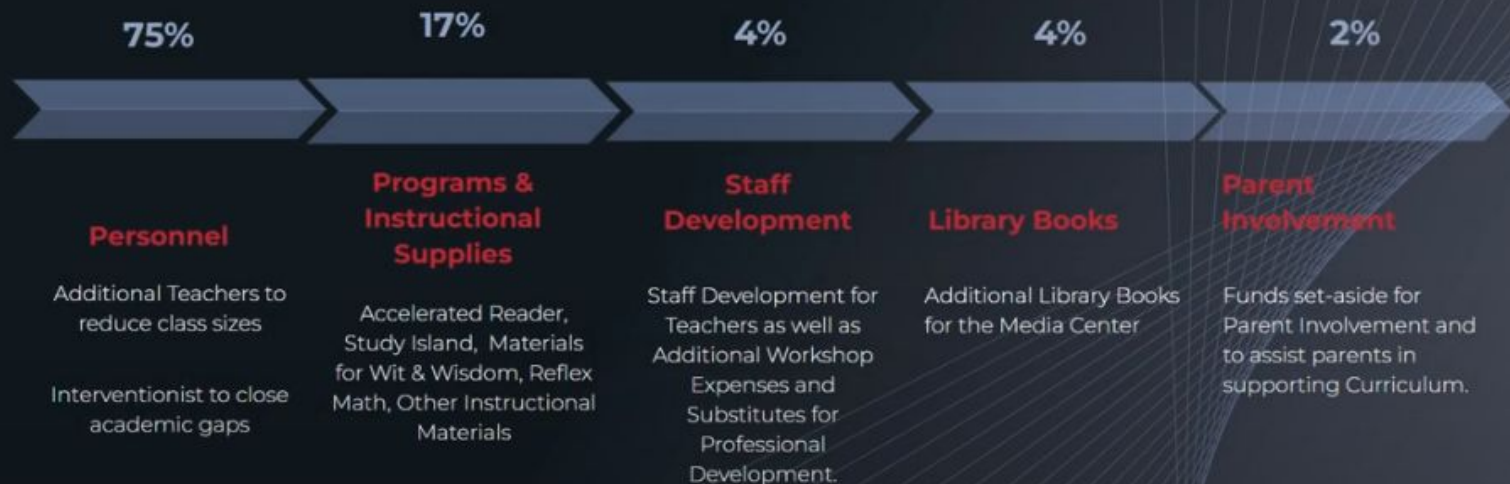 75%
17%
4%
4%
2%
Personnel
Additional Teachers to
reduce class sizes
Interventionist to close
academic gaps
Programs &
Instructional
Supplies
Accelerated Reader,
Study Island, Materials
for Wit & Wisdom, Reflex
Math, Other Instructional
Materials
Staff
Development
Staff Development for
Teachers as well as
Additional Workshop
Expenses and
Substitutes for
Professional
Development.
Library Books
Additional Library Books
for the Media Center
Parent
Involvement
Funds set-aside for
Parent Involvement and
to assist parents in
supporting Curriculum.